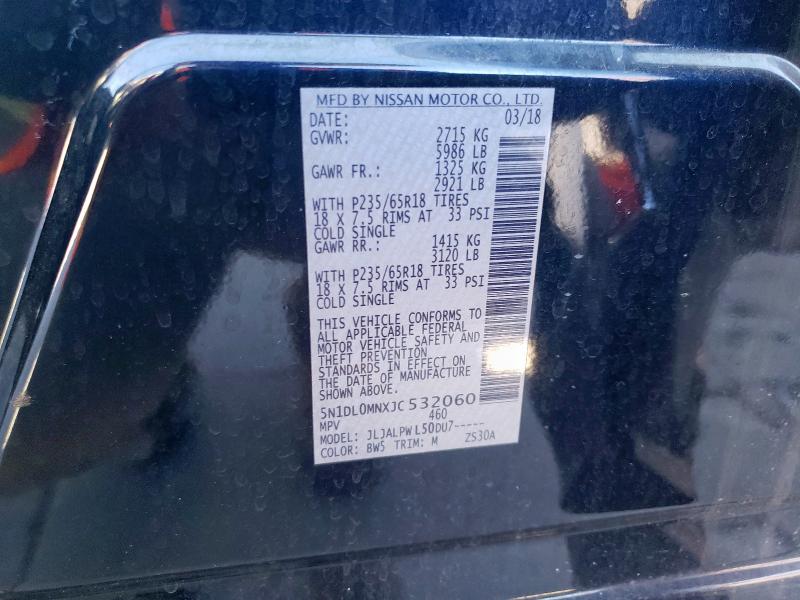 MFD BY NISSAN MOTOR CO., LTD.
DATE: 03/18
GVWR: 2715 KG
5986 LB
GAWR FR.: 1325 KG
2921 LB
WITH P235/65R18 TIRES
18 X 7.5 RIMS AT 33 PSI
COLD SINGLE
GAWR RR.: 1415 KG
3120 LB
WITH P235/65R18 TIRES
18 X 7.5 RIMS AT 33 PSI
COLD SINGLE
THIS VEHICLE CONFORMS TO
ALL APPLICABLE FEDERAL
MOTOR VEHICLE SAFETY AND
THEFT PREVENTION
STANDARDS IN EFFECT ON
THE DATE OF MANUFACTURE
SHOWN ABOVE.
5N1DL0MNXJC532060
MPV 460
MODEL: JLJALPWL50DU7-----
COLOR: BW5 TRIM: M ZS30A